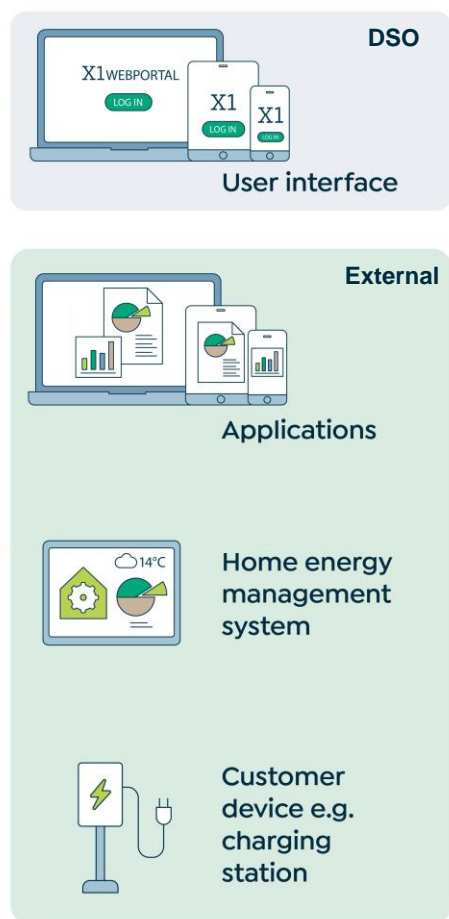 DSO
X1WEBPORTAL
LOG IN
X1
LOG IN
X1
LOG IN
User interface
External
Applications
14°C
Home energy
management
system
Customer
device e.g.
charging
station